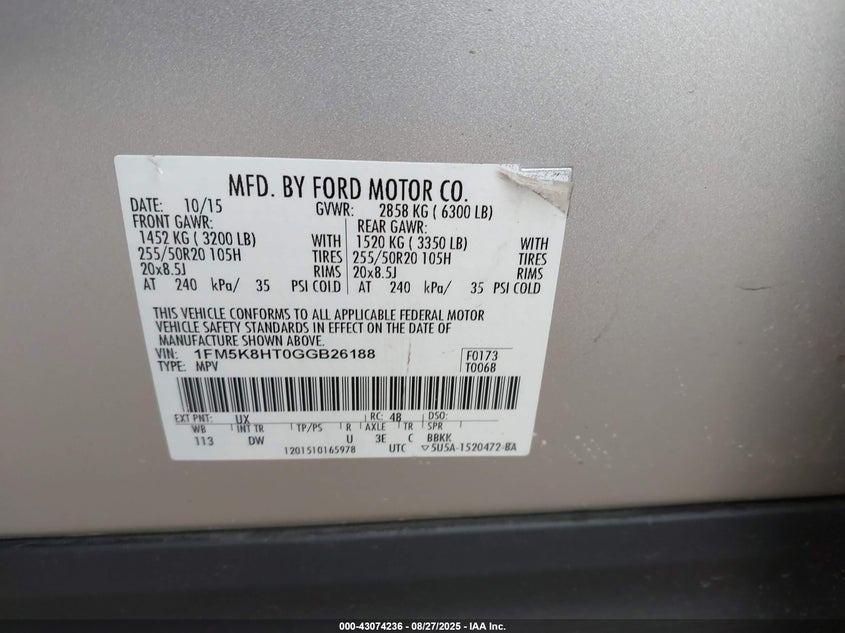 MFD. BY FORD MOTOR CO.
DATE: 10/15 GVWR: 2858 KG ( 6300 LB)
FRONT GAWR: REAR GAWR:
1452 KG ( 3200 LB) WITH 1520 KG ( 3350 LB) WITH
255/50R20 105H TIRES 255/50R20 105H TIRES
20x8.5J RIMS 20x8.5J RIMS
AT 240 kPa/ 35 PSI COLD AT 240 kPa/ 35 PSI COLD
THIS VEHICLE CONFORMS TO ALL APPLICABLE FEDERAL MOTOR
VEHICLE SAFETY STANDARDS IN EFFECT ON THE DATE OF
MANUFACTURE SHOWN ABOVE.
VIN: 1FM5K8HT0GGB26188 F0173
TYPE: MPV T0068
EXT PNT: UX RC: 48 DSO:
WB INT TR TP/PS R AXLE TR SPR
113 DW U 3E C BBKK
1201510165978 UTC ▽5U5A-1520472-BA
000-43074236 - 08/27/2025 - IAA Inc.